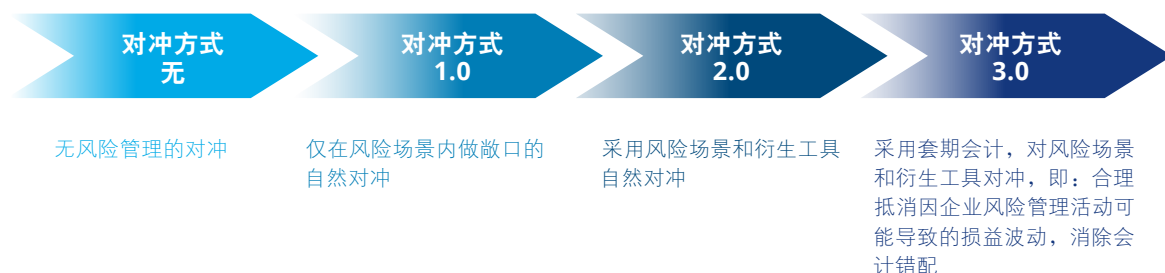 对冲方式
无
对冲方式
1.0
对冲方式
2.0
对冲方式
3.0
无风险管理的对冲
仅在风险场景内做敞口的
自然对冲
采用风险场景和衍生工具
自然对冲
采用套期会计，对风险场景
和衍生工具对冲，即：合理
抵消因企业风险管理活动可
能导致的损益波动，消除会
计错配